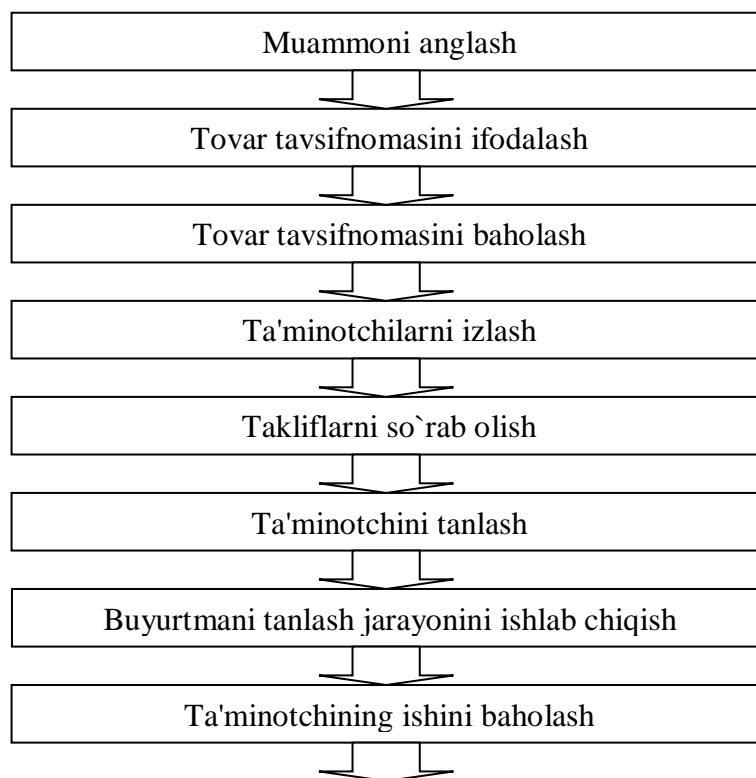 Muammoni anglash
Tovar tavsifnomasini ifodalash
Tovar tavsifnomasini baholash
Ta'minotchilarni izlash
Takliflarni so`rab olish
Ta'minotchini tanlash
Buyurtmani tanlash jarayonini ishlab chiqish
Ta'minotchining ishini baholash